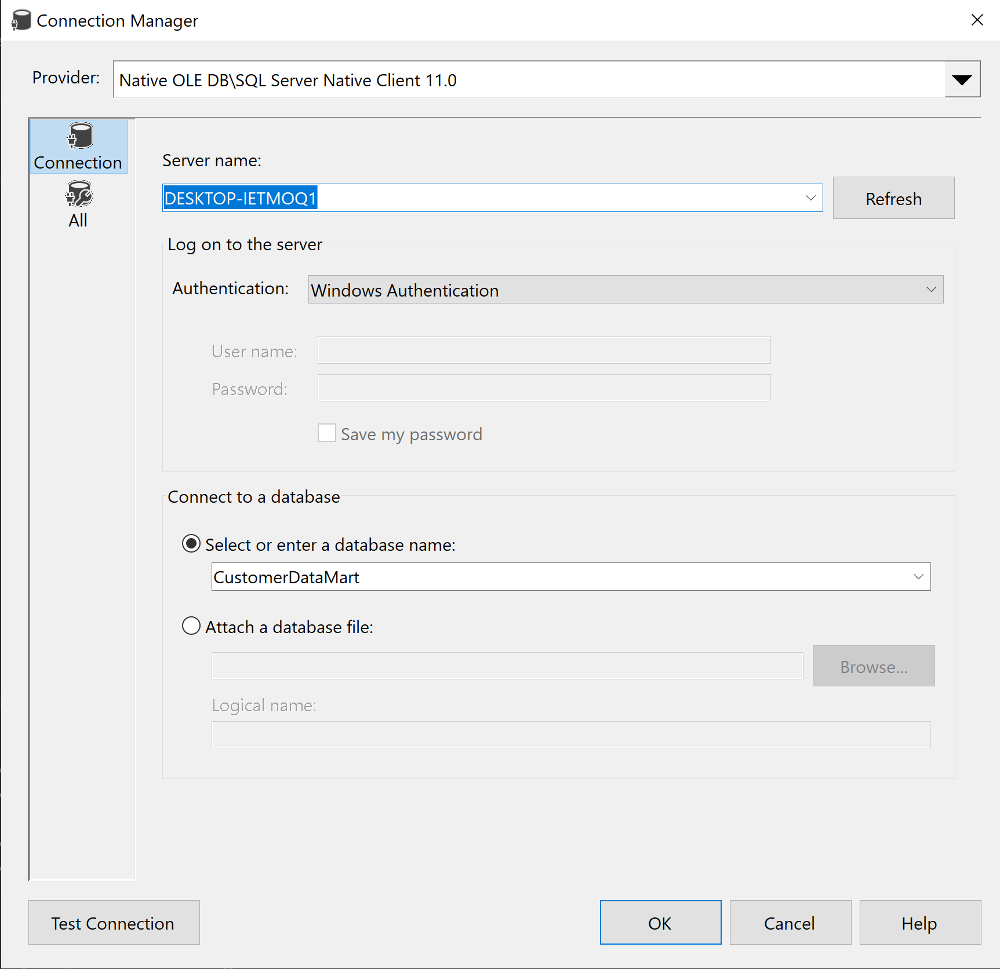 Connection Manager
Provider: Native OLE DB\SQL Server Native Client 11.0
Connection
All
Server name:
DESKTOP-IETMOQ1
Refresh
Log on to the server
Authentication: Windows Authentication
User name:
Password:
Save my password
Connect to a database
Select or enter a database name:
CustomerDataMart
Attach a database file:
Browse...
Logical name:
Test Connection OK Cancel Help